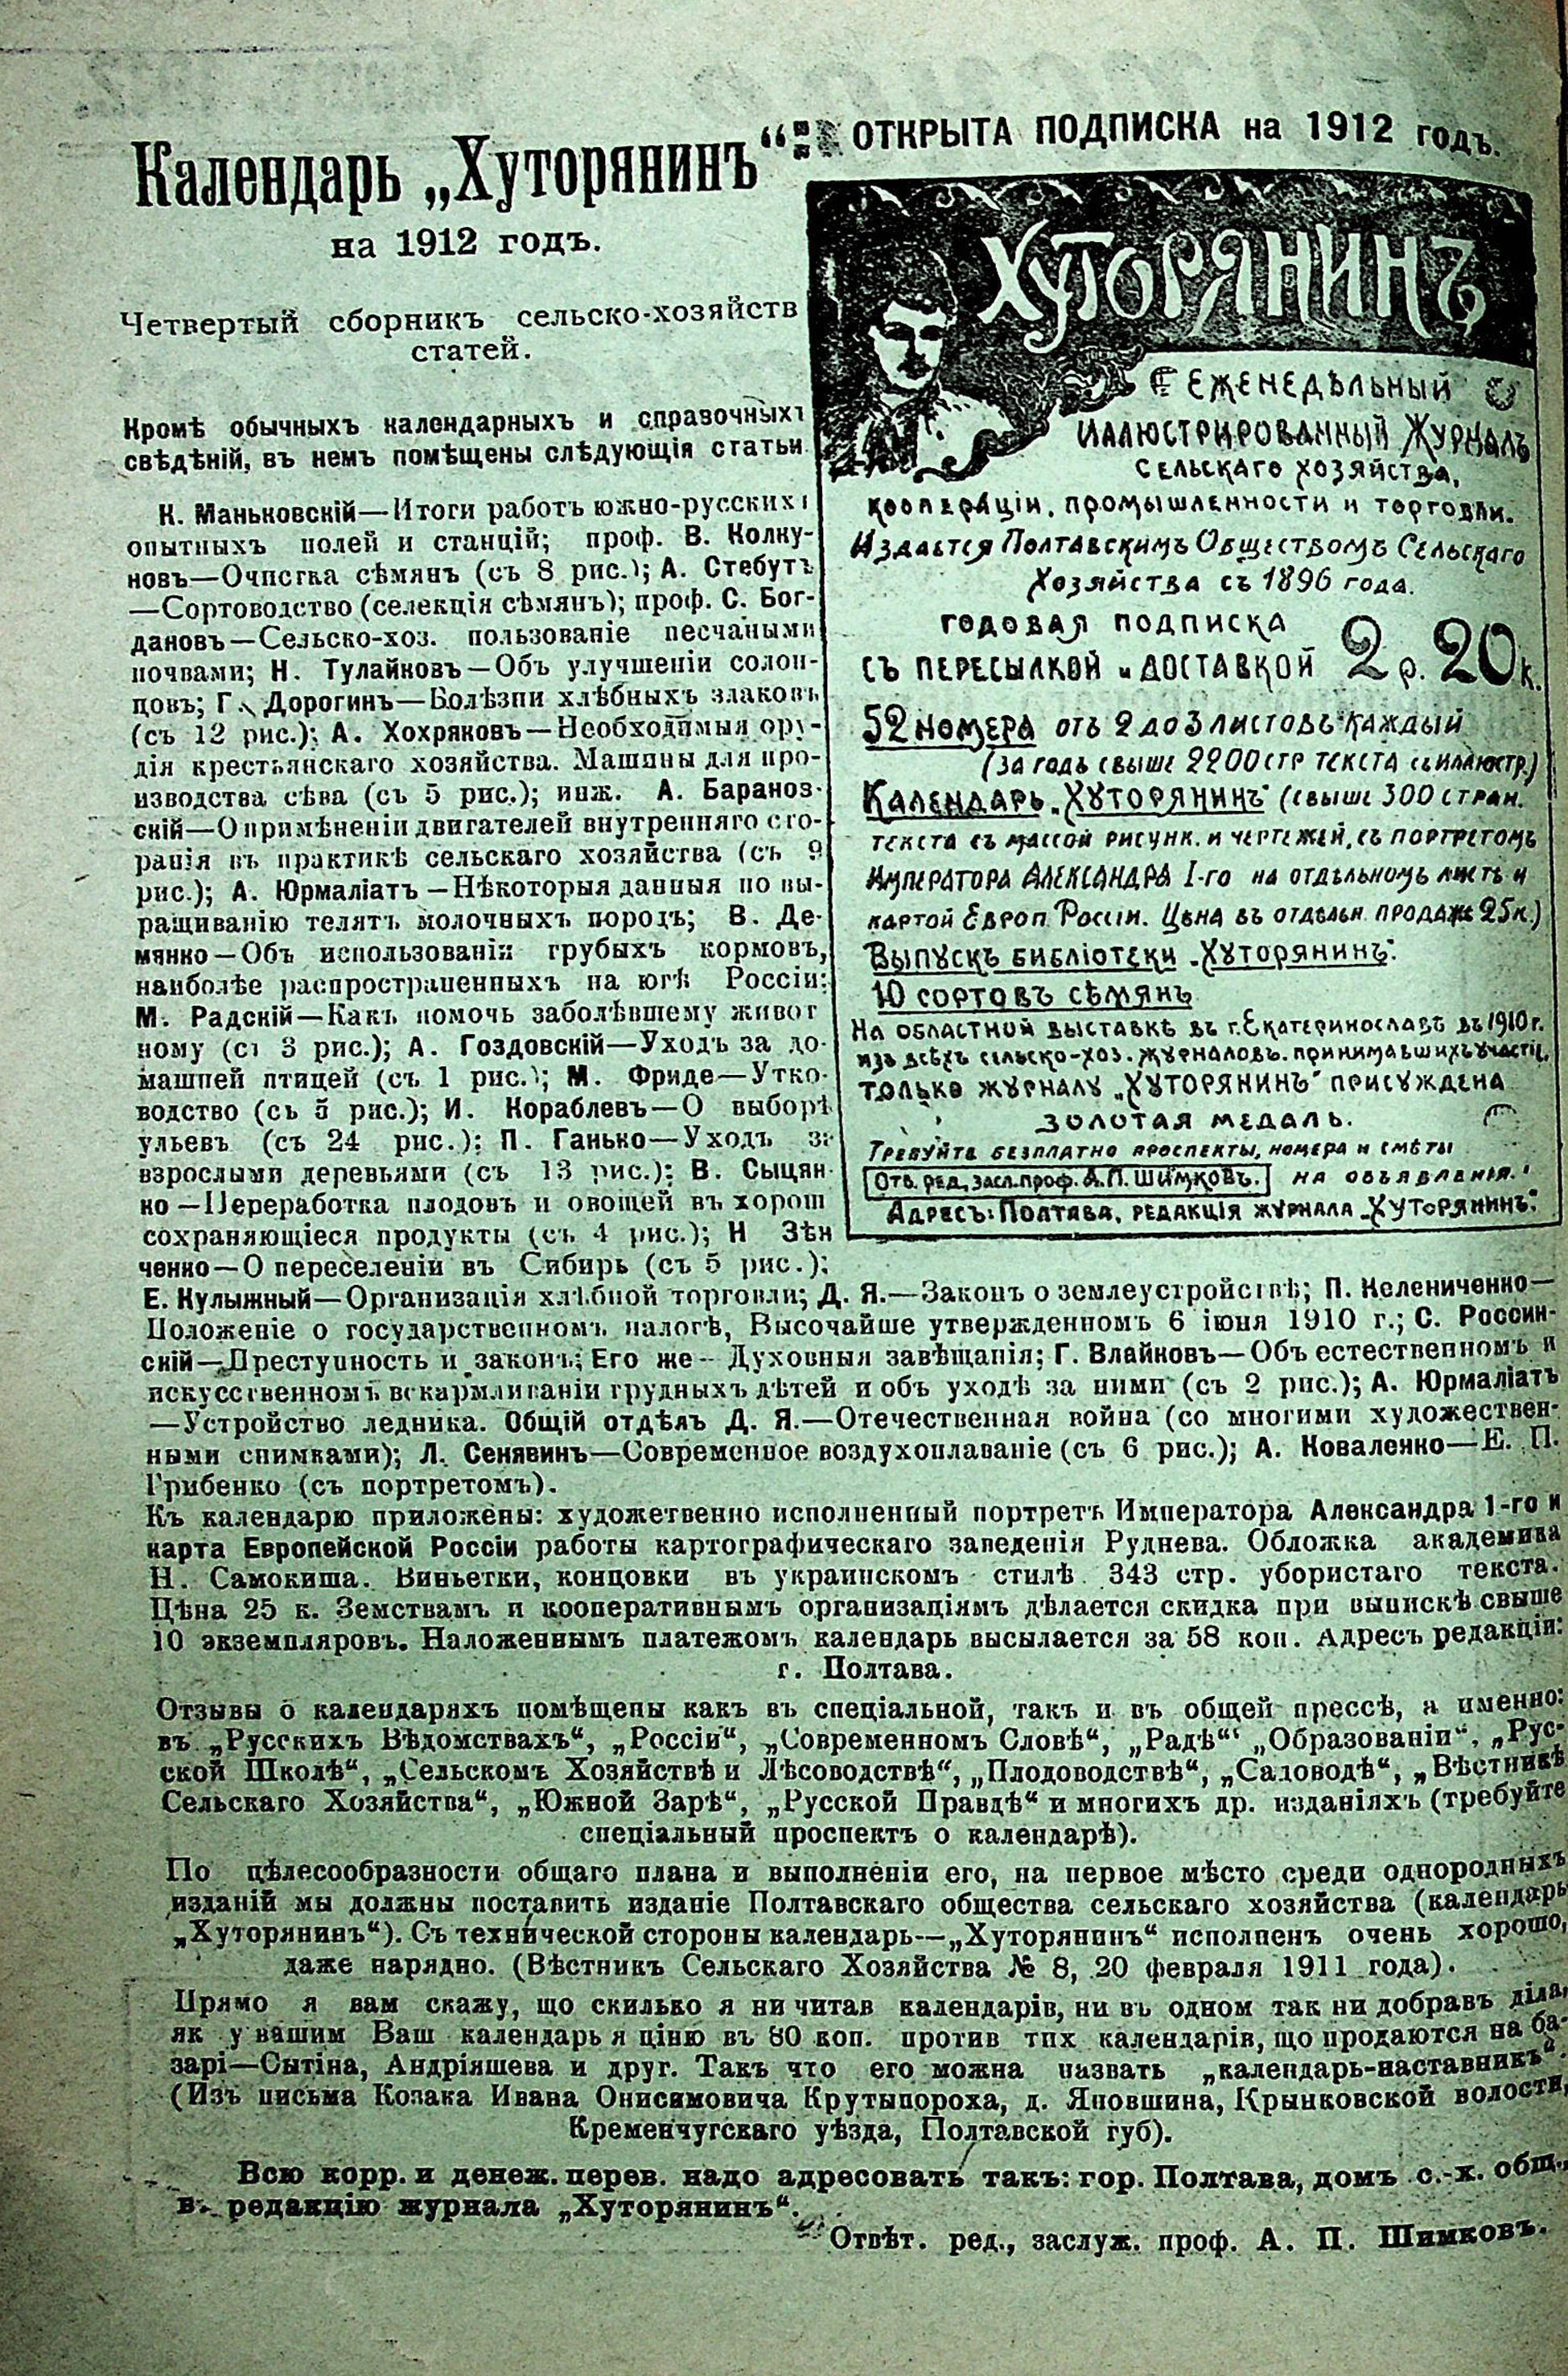 Календарь „Хуторянинъ“
на 1912 годъ.
Четвертый сборникъ сельско-хозяйств
статей.
Кромѣ обычныхъ календарныхъ и справочныхъ
свѣдѣній, въ немъ помѣщены слѣдующія статьи
К. Маньковскій—Итоги работъ южно-русскихъ
опытныхъ полей и станцій; проф. В. Колку-
новъ—Очистка сѣмянъ (съ 8 рис.); А. Стебутъ
—Сортоводство (селекція сѣмянъ); проф. С. Бог-
дановъ—Сельско-хоз. пользованіе песчаными
почвами; Н. Тулайковъ—Объ улучшеніи солон-
цовъ; Г. Дорогинъ—Болѣзни хлѣбныхъ злаковъ
(съ 12 рис.); А. Хохряковъ—Необходимыя ору-
дія крестьянскаго хозяйства. Машины для про-
изводства сѣва (съ 5 рис.); инж. А. Бараноз-
скій—О примѣненіи двигателей внутренняго сго-
ранія въ практикѣ сельскаго хозяйства (съ 9
рис.); А. Юрмаліатъ—Нѣкоторыя данныя по вы-
ращиванію телятъ молочныхъ породъ; В. Де-
мянко—Объ использованіи грубыхъ кормовъ,
наиболѣе распространенныхъ на югѣ Россіи;
М. Радскій—Какъ помочь заболѣвшему живот
ному (съ 3 рис.); А. Гоздовскій—Уходъ за до-
машней птицей (съ 1 рис.); М. Фриде—Утко-
водство (съ 5 рис.); И. Кораблевъ—О выборѣ
ульевъ (съ 24 рис.); П. Ганько—Уходъ за
взрослыми деревьями (съ 13 рис.); В. Сыцян-
ко—Переработка плодовъ и овощей въ хорош
сохраняющіеся продукты (съ 4 рис.); Н Зѣн
ченко—О переселеніи въ Сибирь (съ 5 рис.);
ОТКРЫТА ПОДПИСКА на 1912 годъ.
ХУТОРЯНИНЪ
ЕЖЕНЕДѢЛЬНЫЙ
ИЛЛЮСТРИРОВАННЫЙ ЖУРНАЛЪ
СЕЛЬСКАГО ХОЗЯЙСТВА,
КООПЕРАЦІИ, ПРОМЫШЛЕННОСТИ И ТОРГОВЛИ.
ИЗДАЕТСЯ ПОЛТАВСКИМЪ ОБЩЕСТВОМЪ СЕЛЬСКАГО
ХОЗЯЙСТВА СЪ 1896 ГОДА.
ГОДОВАЯ ПОДПИСКА
СЪ ПЕРЕСЫЛКОЙ И ДОСТАВКОЙ 2 р. 20 к.
52 НОМЕРА ОТЪ 2 ДО 3 ЛИСТОВЪ КАЖДЫЙ
(ЗА ГОДЪ СВЫШЕ 2200 СТР ТЕКСТА СЪ ИЛЛЮСТР.)
КАЛЕНДАРЬ „ХУТОРЯНИНЪ“ (СВЫШЕ 300 СТРАН.
ТЕКСТА СЪ МАССОЙ РИСУНК. И ЧЕРТЕЖЕЙ, СЪ ПОРТРЕТОМЪ
ИМПЕРАТОРА АЛЕКСАНДРА I-ГО НА ОТДѢЛЬНОМЪ ЛИСТѢ И
КАРТОЙ ЕВРОП. РОССІИ. ЦѢНА ВЪ ОТДѢЛЬН. ПРОДАЖѢ 25 К.)
ВЫПУСКЪ БИБЛІОТЕКИ „ХУТОРЯНИНЪ“.
10 СОРТОВЪ СѢМЯНЪ
НА ОБЛАСТНОЙ ВЫСТАВКѢ ВЪ Г. ЕКАТЕРИНОСЛАВѢ ВЪ 1910 Г.
ИЗЪ ВСѢХЪ СЕЛЬСКО-ХОЗ. ЖУРНАЛОВЪ, ПРИНИМАВШИХЪ УЧАСТІЕ,
ТОЛЬКО ЖУРНАЛУ „ХУТОРЯНИНЪ“ ПРИСУЖДЕНА
ЗОЛОТАЯ МЕДАЛЬ.
ТРЕБУЙТЕ БЕЗПЛАТНО ПРОСПЕКТЫ, НОМЕРА И СМѢТЫ
ОТВ. РЕД. ЗАСЛ. ПРОФ. А. П. ШИМКОВЪ. НА ОБЪЯВЛЕНІЯ.
АДРЕСЪ: ПОЛТАВА, РЕДАКЦІЯ ЖУРНАЛА „ХУТОРЯНИНЪ“.
Е. Кулыжный—Организація хлѣбной торговли; Д. Я.—Законъ о землеустройствѣ; П. Келениченко—
Положеніе о государственномъ налогѣ, Высочайше утвержденномъ 6 іюня 1910 г.; С. Россин-
скій—Преступность и законъ; Его же—Духовныя завѣщанія; Г. Влайковъ—Объ естественномъ и
искусственномъ вскармливаніи грудныхъ дѣтей и объ уходѣ за ними (съ 2 рис.); А. Юрмаліатъ
—Устройство ледника. Общій отдѣлъ Д. Я.—Отечественная война (со многими художествен-
ными снимками); Л. Сенявинъ—Современное воздухоплаваніе (съ 6 рис.); А. Коваленко—Е. П.
Грибенко (съ портретомъ).
Къ календарю приложены: художетвенно исполненный портретъ Императора Александра 1-го и
карта Европейской Россіи работы картографическаго заведенія Руднева. Обложка академика
Н. Самокиша. Виньетки, концовки въ украинскомъ стилѣ. 343 стр. убористаго текста.
Цѣна 25 к. Земствамъ и кооперативнымъ организаціямъ дѣлается скидка при выпискѣ свыше
10 экземпляровъ. Наложеннымъ платежомъ календарь высылается за 58 коп. Адресъ редакціи:
г. Полтава.
Отзывы о календаряхъ помѣщены какъ въ спеціальной, такъ и въ общей прессѣ, а именно:
въ „Русскихъ Вѣдомствахъ“, „Россіи“, „Современномъ Словѣ“, „Радѣ“‘ „Образованіи“, „Рус-
ской Школѣ“, „Сельскомъ Хозяйствѣ и Лѣсоводствѣ“, „Плодоводствѣ“, „Садоводѣ“, „Вѣстникѣ
Сельскаго Хозяйства“, „Южной Зарѣ“, „Русской Правдѣ“ и многихъ др. изданіяхъ (требуйте
спеціальный проспектъ о календарѣ).
По цѣлесообразности общаго плана и выполненіи его, на первое мѣсто среди однородныхъ
изданій мы должны поставить изданіе Полтавскаго общества сельскаго хозяйства (календарь
„Хуторянинъ“). Съ технической стороны календарь—„Хуторянинъ“ исполненъ очень хорошо,
даже нарядно. (Вѣстникъ Сельскаго Хозяйства № 8, 20 февраля 1911 года).
Прямо я вам скажу, що скилько я ни читав календарів, ни въ одном так ни добравъ діла,
як у вашим Ваш календарь я ціню въ 80 коп. против тих календарів, що продаются на ба-
зарі—Сытіна, Андріяшева и друг. Такъ что его можна назвать „календарь-наставникъ“.
(Изъ письма Козака Ивана Онисимовича Крутыпороха, д. Яновщина, Крынковской волости,
Кременчугскаго уѣзда, Полтавской губ).
Всю корр. и денеж. перев. надо адресовать такъ: гор. Полтава, домъ с.-х. общ.,
въ редакцію журнала „Хуторянинъ“.
Отвѣт. ред., заслуж. проф. А. П. Шимковъ.